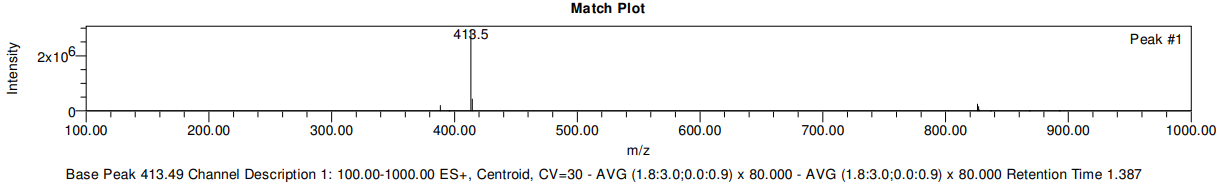 Match Plot
413.5
Peak #1
Intensity
2x10⁶
0
100.00 200.00 300.00 400.00 500.00 600.00 700.00 800.00 900.00 1000.00
m/z
Base Peak 413.49 Channel Description 1: 100.00-1000.00 ES+, Centroid, CV=30 - AVG (1.8:3.0;0.0:0.9) x 80.000 - AVG (1.8:3.0;0.0:0.9) x 80.000 Retention Time 1.387